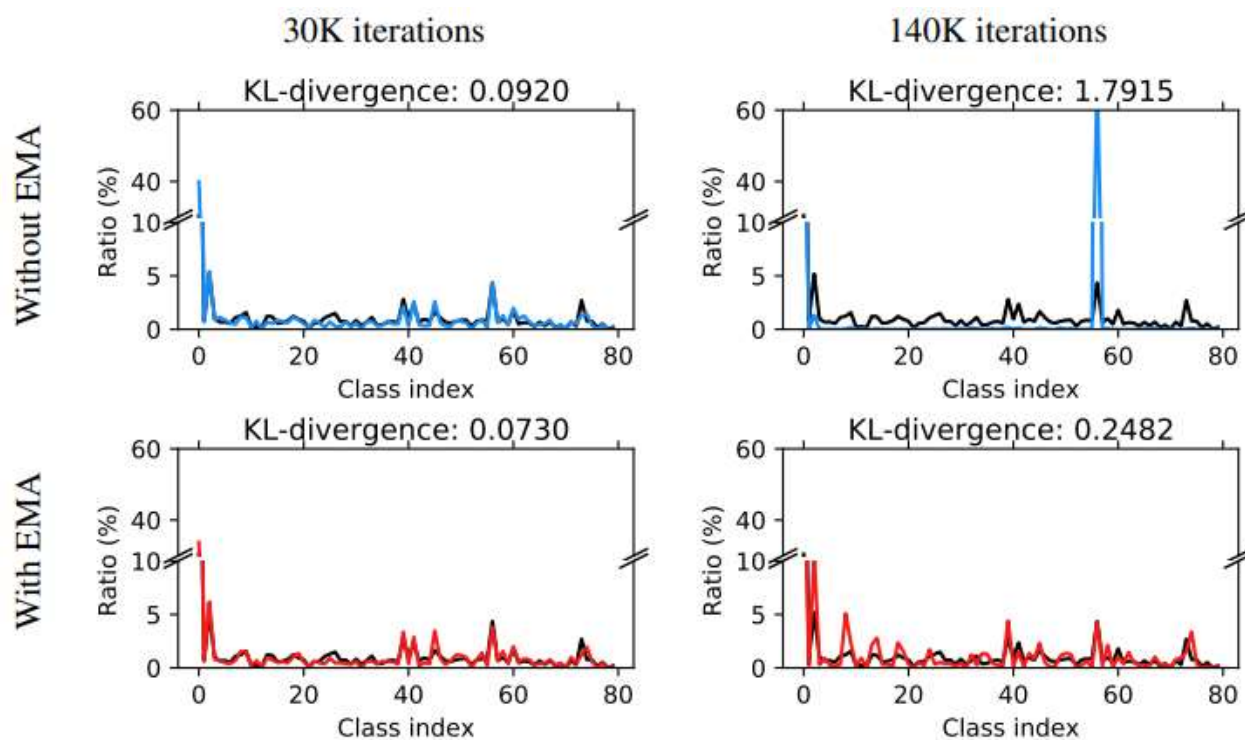 30K iterations
140K iterations
Without EMA
KL-divergence: 0.0920
60
40
10
5
0
Ratio (%)
0 20 40 60 80
Class index
KL-divergence: 1.7915
60
40
10
5
0
Ratio (%)
0 20 40 60 80
Class index
With EMA
KL-divergence: 0.0730
60
40
10
5
0
Ratio (%)
0 20 40 60 80
Class index
KL-divergence: 0.2482
60
40
10
5
0
Ratio (%)
0 20 40 60 80
Class index